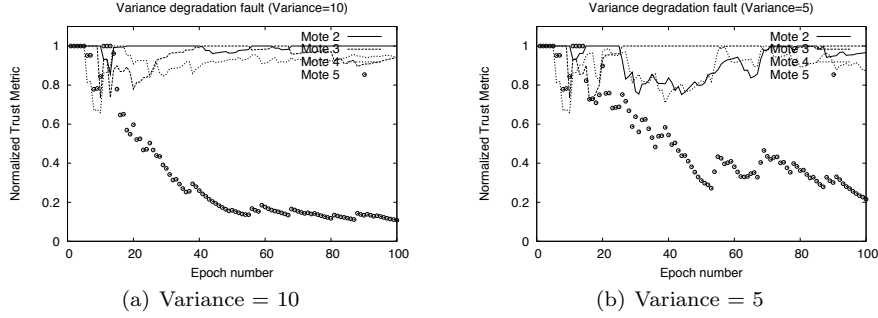 Variance degradation fault (Variance=10)
Normalized Trust Metric
1
0.8
0.6
0.4
0.2
0
0 20 40 60 80 100
Epoch number
Mote 2
Mote 3
Mote 4
Mote 5
(a) Variance = 10
Variance degradation fault (Variance=5)
Normalized Trust Metric
1
0.8
0.6
0.4
0.2
0
0 20 40 60 80 100
Epoch number
Mote 2
Mote 3
Mote 4
Mote 5
(b) Variance = 5